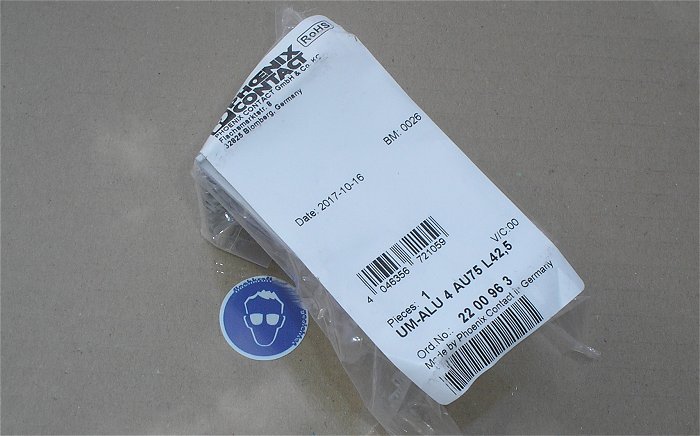 RoHS
PHŒNIX
CONTACT
PHOENIX CONTACT GmbH & Co. KG
Flachsmarktstr. 8
32825 Blomberg, Germany
BM: 0026
Date: 2017-10-16
4 046356 721059
V/C:00
Pieces: 1
UM-ALU 4 AU75 L42,5
Ord.No.: 22 00 96 3
Made by Phoenix Contact in Germany